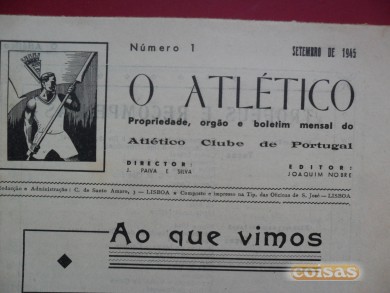 Número 1 SETEMBRO DE 1945
O ATLÉTICO
Propriedade, orgão e boletim mensal do
Atlético Clube de Portugal
DIRECTOR: EDITOR:
J. PAIVA E SILVA JOAQUIM NOBRE
Redacção e Administração: C. de Santo Amaro, 3 — LISBOA • Composto e impresso na Tip. das Oficinas de S. José — LISBOA
Ao que vimos
coisas